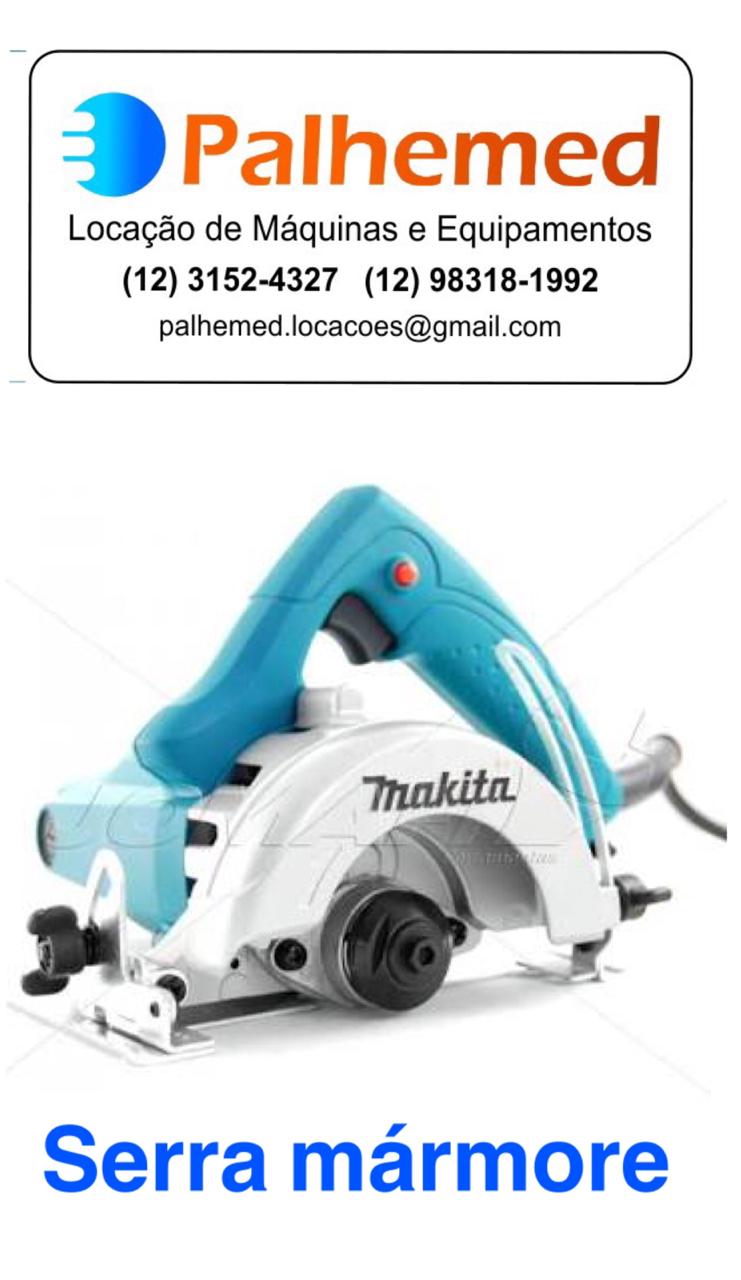 Palhemed
Locação de Máquinas e Equipamentos
(12) 3152-4327 (12) 98318-1992
palhemed.locacoes@gmail.com
makita
Serra mármore